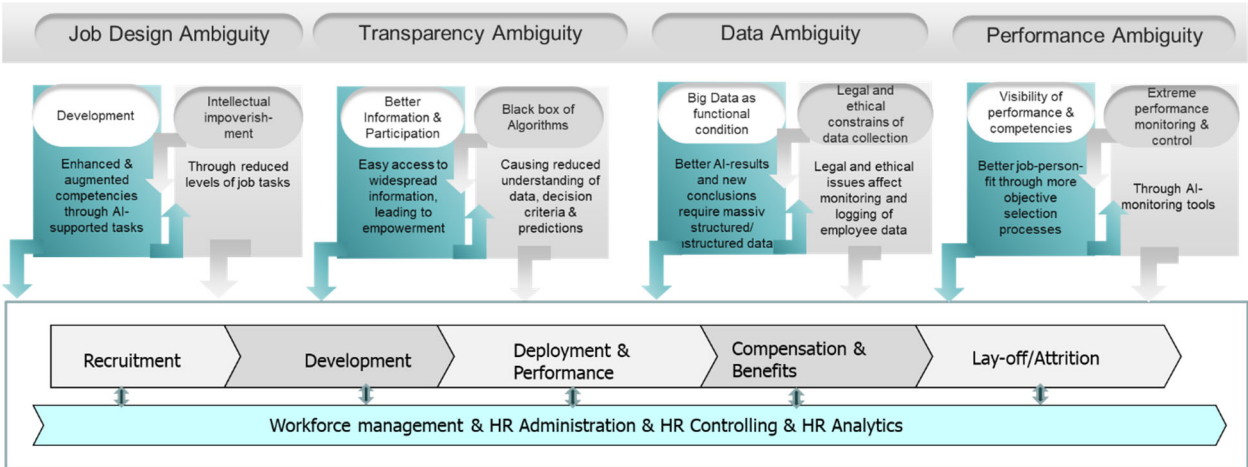 Job Design Ambiguity
Transparency Ambiguity
Data Ambiguity
Performance Ambiguity
Development
Enhanced &
augmented
competencies
through AI-
supported tasks
Intellectual
impoverish-
ment
Through reduced
levels of job tasks
Better
Information &
Participation
Easy access to
widespread
information,
leading to
empowerment
Black box of
Algorithms
Causing reduced
understanding of
data, decision
criteria &
predictions
Big Data as
functional
condition
Better AI-results
and new
conclusions
require massiv
structured/
nstructured data
Legal and
ethical
constrains of
data collection
Legal and ethical
issues affect
monitoring and
logging of
employee data
Visibility of
performance &
competencies
Better job-person-
fit through more
objective
selection
processes
Extreme
performance
monitoring &
control
Through AI-
monitoring tools
Recruitment
Development
Deployment &
Performance
Compensation &
Benefits
Lay-off/Attrition
Workforce management & HR Administration & HR Controlling & HR Analytics